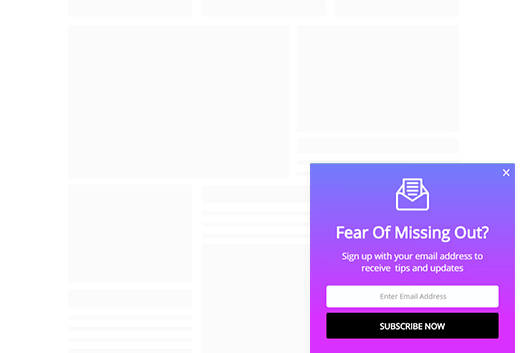 Fear Of Missing Out?
Sign up with your email address to
receive tips and updates
Enter Email Address
SUBSCRIBE NOW